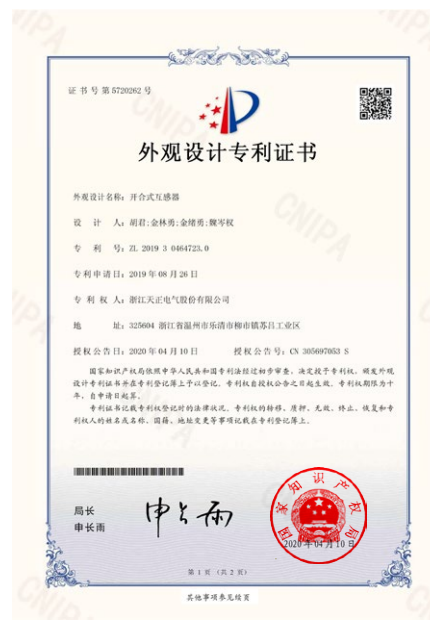 证书号第5720262号
外观设计专利证书
外观设计名称：开合式互感器
设计人：胡君;金林勇;金绪勇;魏岑权
专利号：ZL 2019 3 0464723.0
专利申请日：2019年08月26日
专利权人：浙江天正电气股份有限公司
地址：325604 浙江省温州市乐清市柳市镇苏吕工业区
授权公告日：2020年04月10日 授权公告号：CN 305697053 S
国家知识产权局依照中华人民共和国专利法经过初步审查，决定授予专利权，颁发外观
设计专利证书并在专利登记簿上予以登记。专利权自授权公告之日起生效。专利权期限为十
年，自申请日起算。
专利证书记载专利权登记时的法律状况。专利权的转移、质押、无效、终止、恢复和专
利权人的姓名或名称、国籍、地址变更等事项记载在专利登记簿上。
局长
申长雨
申长雨
国家知识产权局
2020年04月10日
第1页（共2页）
其他事项参见续页
CNIPA